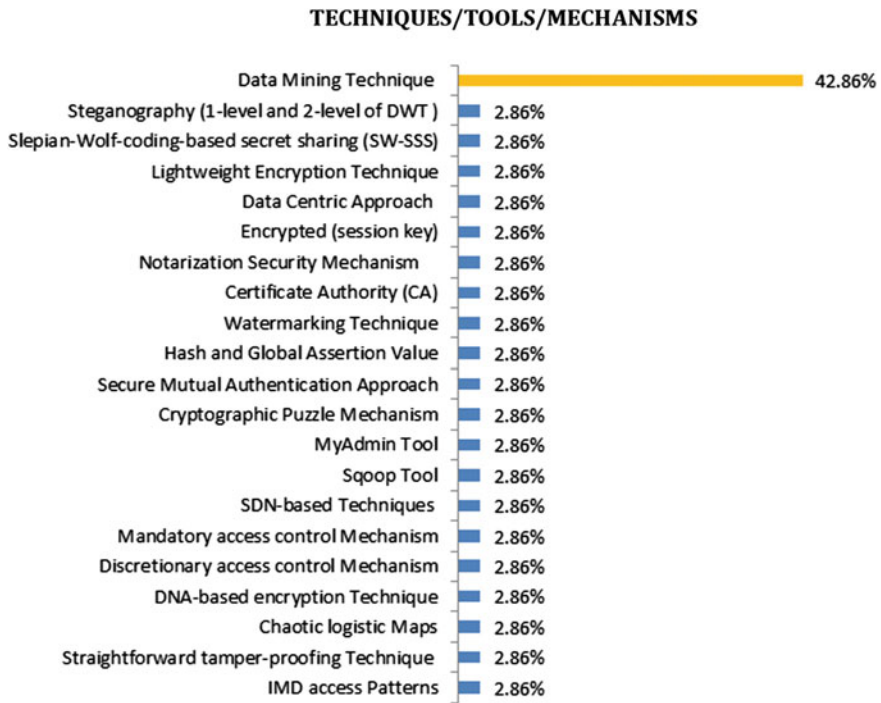 TECHNIQUES/TOOLS/MECHANISMS
Data Mining Technique 42.86%
Steganography (1-level and 2-level of DWT ) 2.86%
Slepian-Wolf-coding-based secret sharing (SW-SSS) 2.86%
Lightweight Encryption Technique 2.86%
Data Centric Approach 2.86%
Encrypted (session key) 2.86%
Notarization Security Mechanism 2.86%
Certificate Authority (CA) 2.86%
Watermarking Technique 2.86%
Hash and Global Assertion Value 2.86%
Secure Mutual Authentication Approach 2.86%
Cryptographic Puzzle Mechanism 2.86%
MyAdmin Tool 2.86%
Sqoop Tool 2.86%
SDN-based Techniques 2.86%
Mandatory access control Mechanism 2.86%
Discretionary access control Mechanism 2.86%
DNA-based encryption Technique 2.86%
Chaotic logistic Maps 2.86%
Straightforward tamper-proofing Technique 2.86%
IMD access Patterns 2.86%